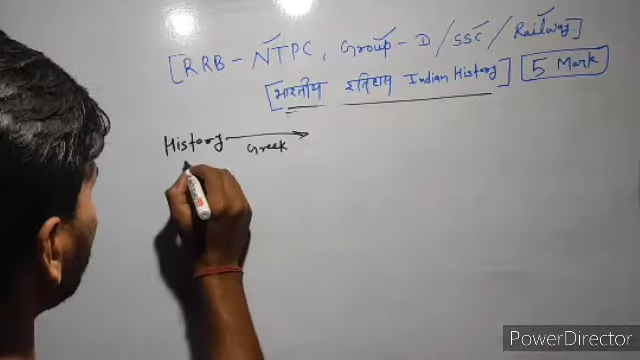 [RRB - NTPC, Group - D / SSC / Railway]
[भारतीय इतिहास Indian History] 5 Mark
History
Greek
PowerDirector